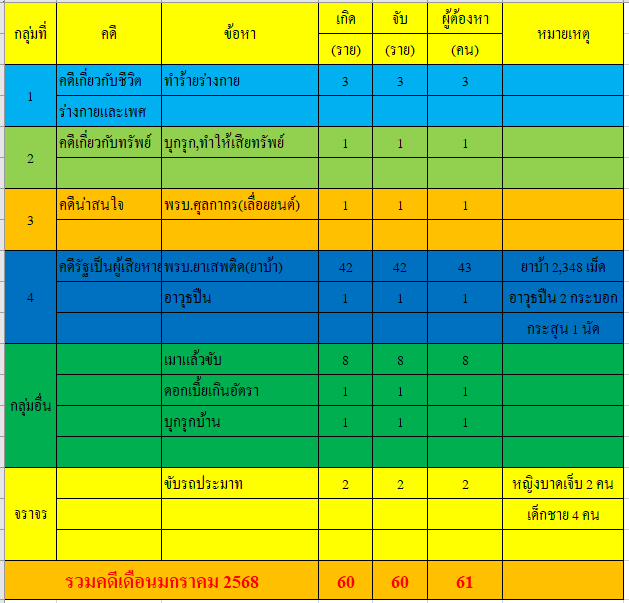 กลุ่มที่ คดี ข้อหา เกิด จับ ผู้ต้องหา หมายเหตุ
(ราย) (ราย) (คน)
1 คดีเกี่ยวกับชีวิต ทำร้ายร่างกาย 3 3 3
ร่างกายและเพศ
2 คดีเกี่ยวกับทรัพย์ บุกรุก,ทำให้เสียทรัพย์ 1 1 1
3 คดีน่าสนใจ พรบ.ศุลกากร(เลื่อยยนต์) 1 1 1
4 คดีรัฐเป็นผู้เสียหาย พรบ.ยาเสพติด(ยาบ้า) 42 42 43 ยาบ้า 2,348 เม็ด
อาวุธปืน 1 1 1 อาวุธปืน 2 กระบอก
กระสุน 1 นัด
กลุ่มอื่น เมาแล้วขับ 8 8 8
ดอกเบี้ยเกินอัตรา 1 1 1
บุกรุกบ้าน 1 1 1
จราจร ขับรถประมาท 2 2 2 หญิงบาดเจ็บ 2 คน
เด็กชาย 4 คน
รวมคดีเดือนมกราคม 2568 60 60 61